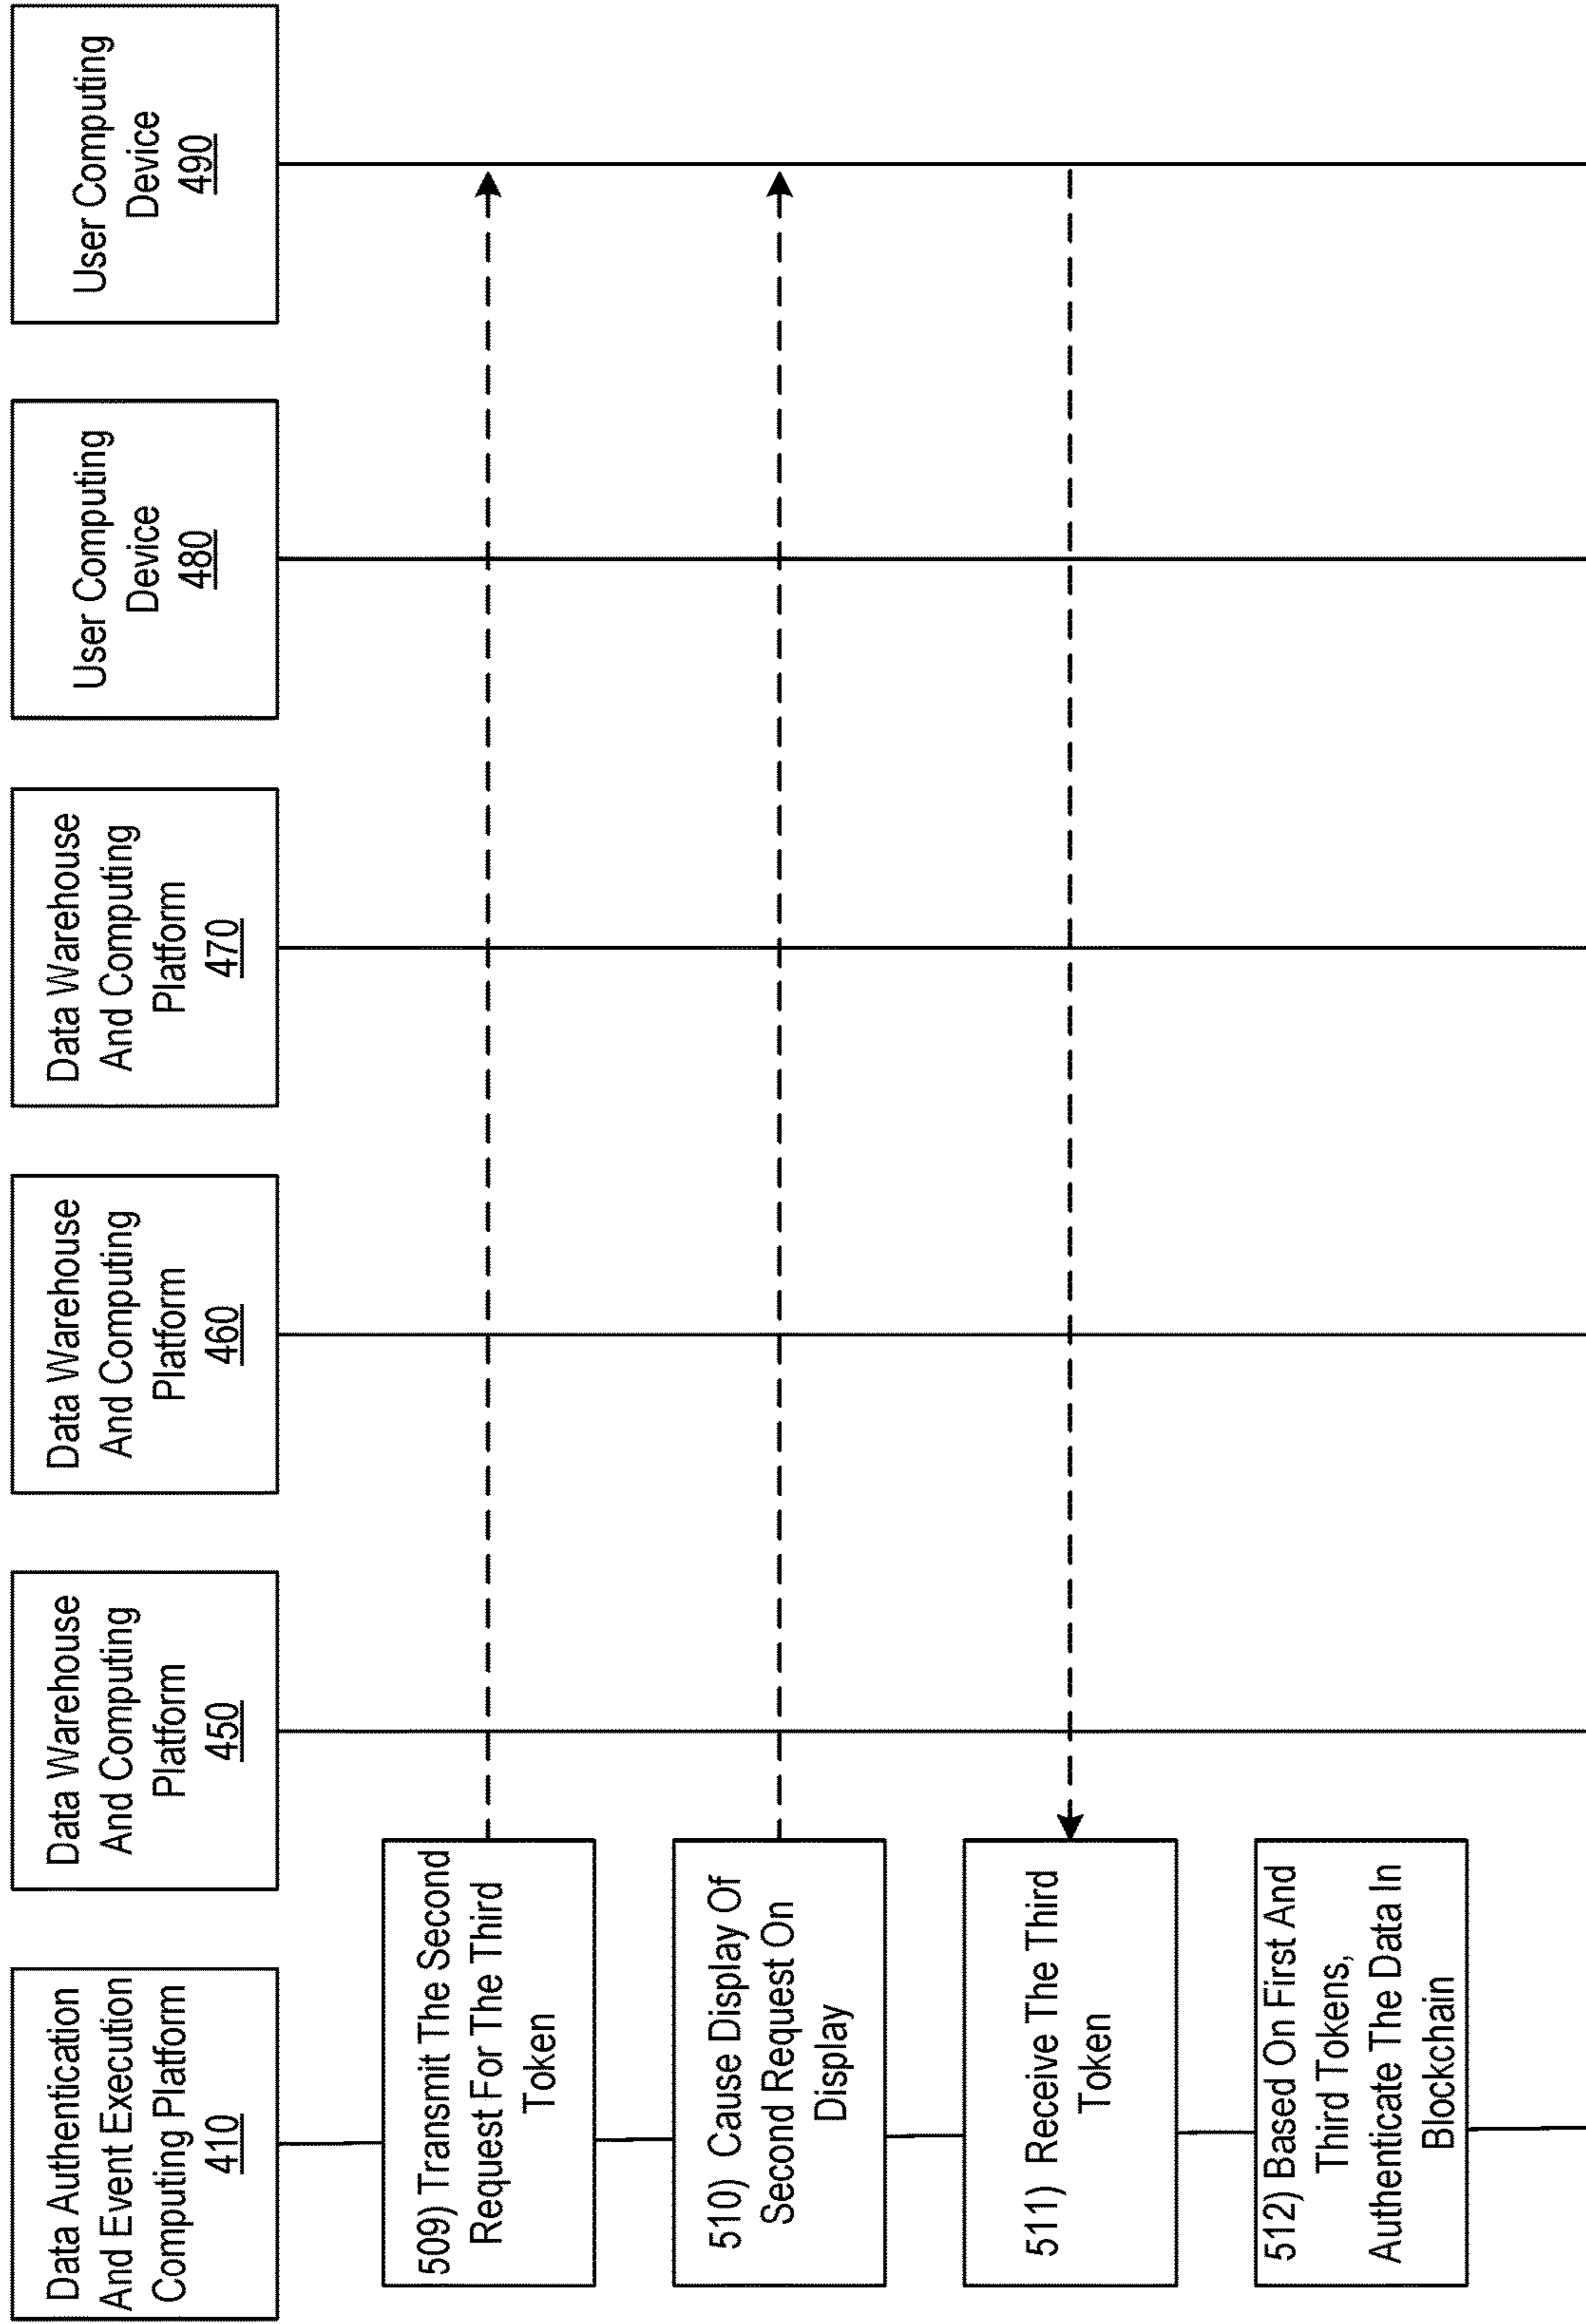 Data Authentication
And Event Execution
Computing Platform
410
Data Warehouse
And Computing
Platform
450
Data Warehouse
And Computing
Platform
460
Data Warehouse
And Computing
Platform
470
User Computing
Device
480
User Computing
Device
490
509) Transmit The Second
Request For The Third
Token
510) Cause Display Of
Second Request On
Display
511) Receive The Third
Token
512) Based On First And
Third Tokens,
Authenticate The Data In
Blockchain